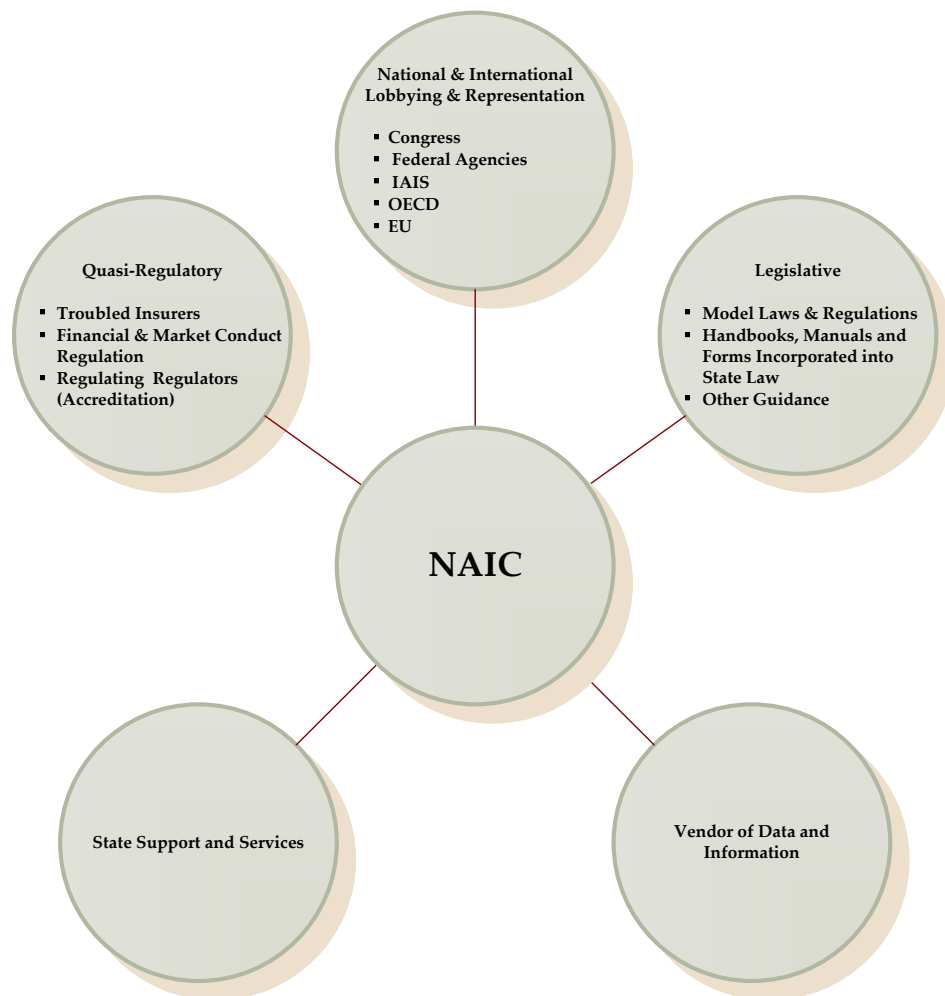 National & International
Lobbying & Representation
▪ Congress
▪ Federal Agencies
▪ IAIS
▪ OECD
▪ EU
Quasi-Regulatory
▪ Troubled Insurers
▪ Financial & Market Conduct
Regulation
▪ Regulating Regulators
(Accreditation)
Legislative
▪ Model Laws & Regulations
▪ Handbooks, Manuals and
Forms Incorporated into
State Law
▪ Other Guidance
NAIC
State Support and Services
Vendor of Data and
Information